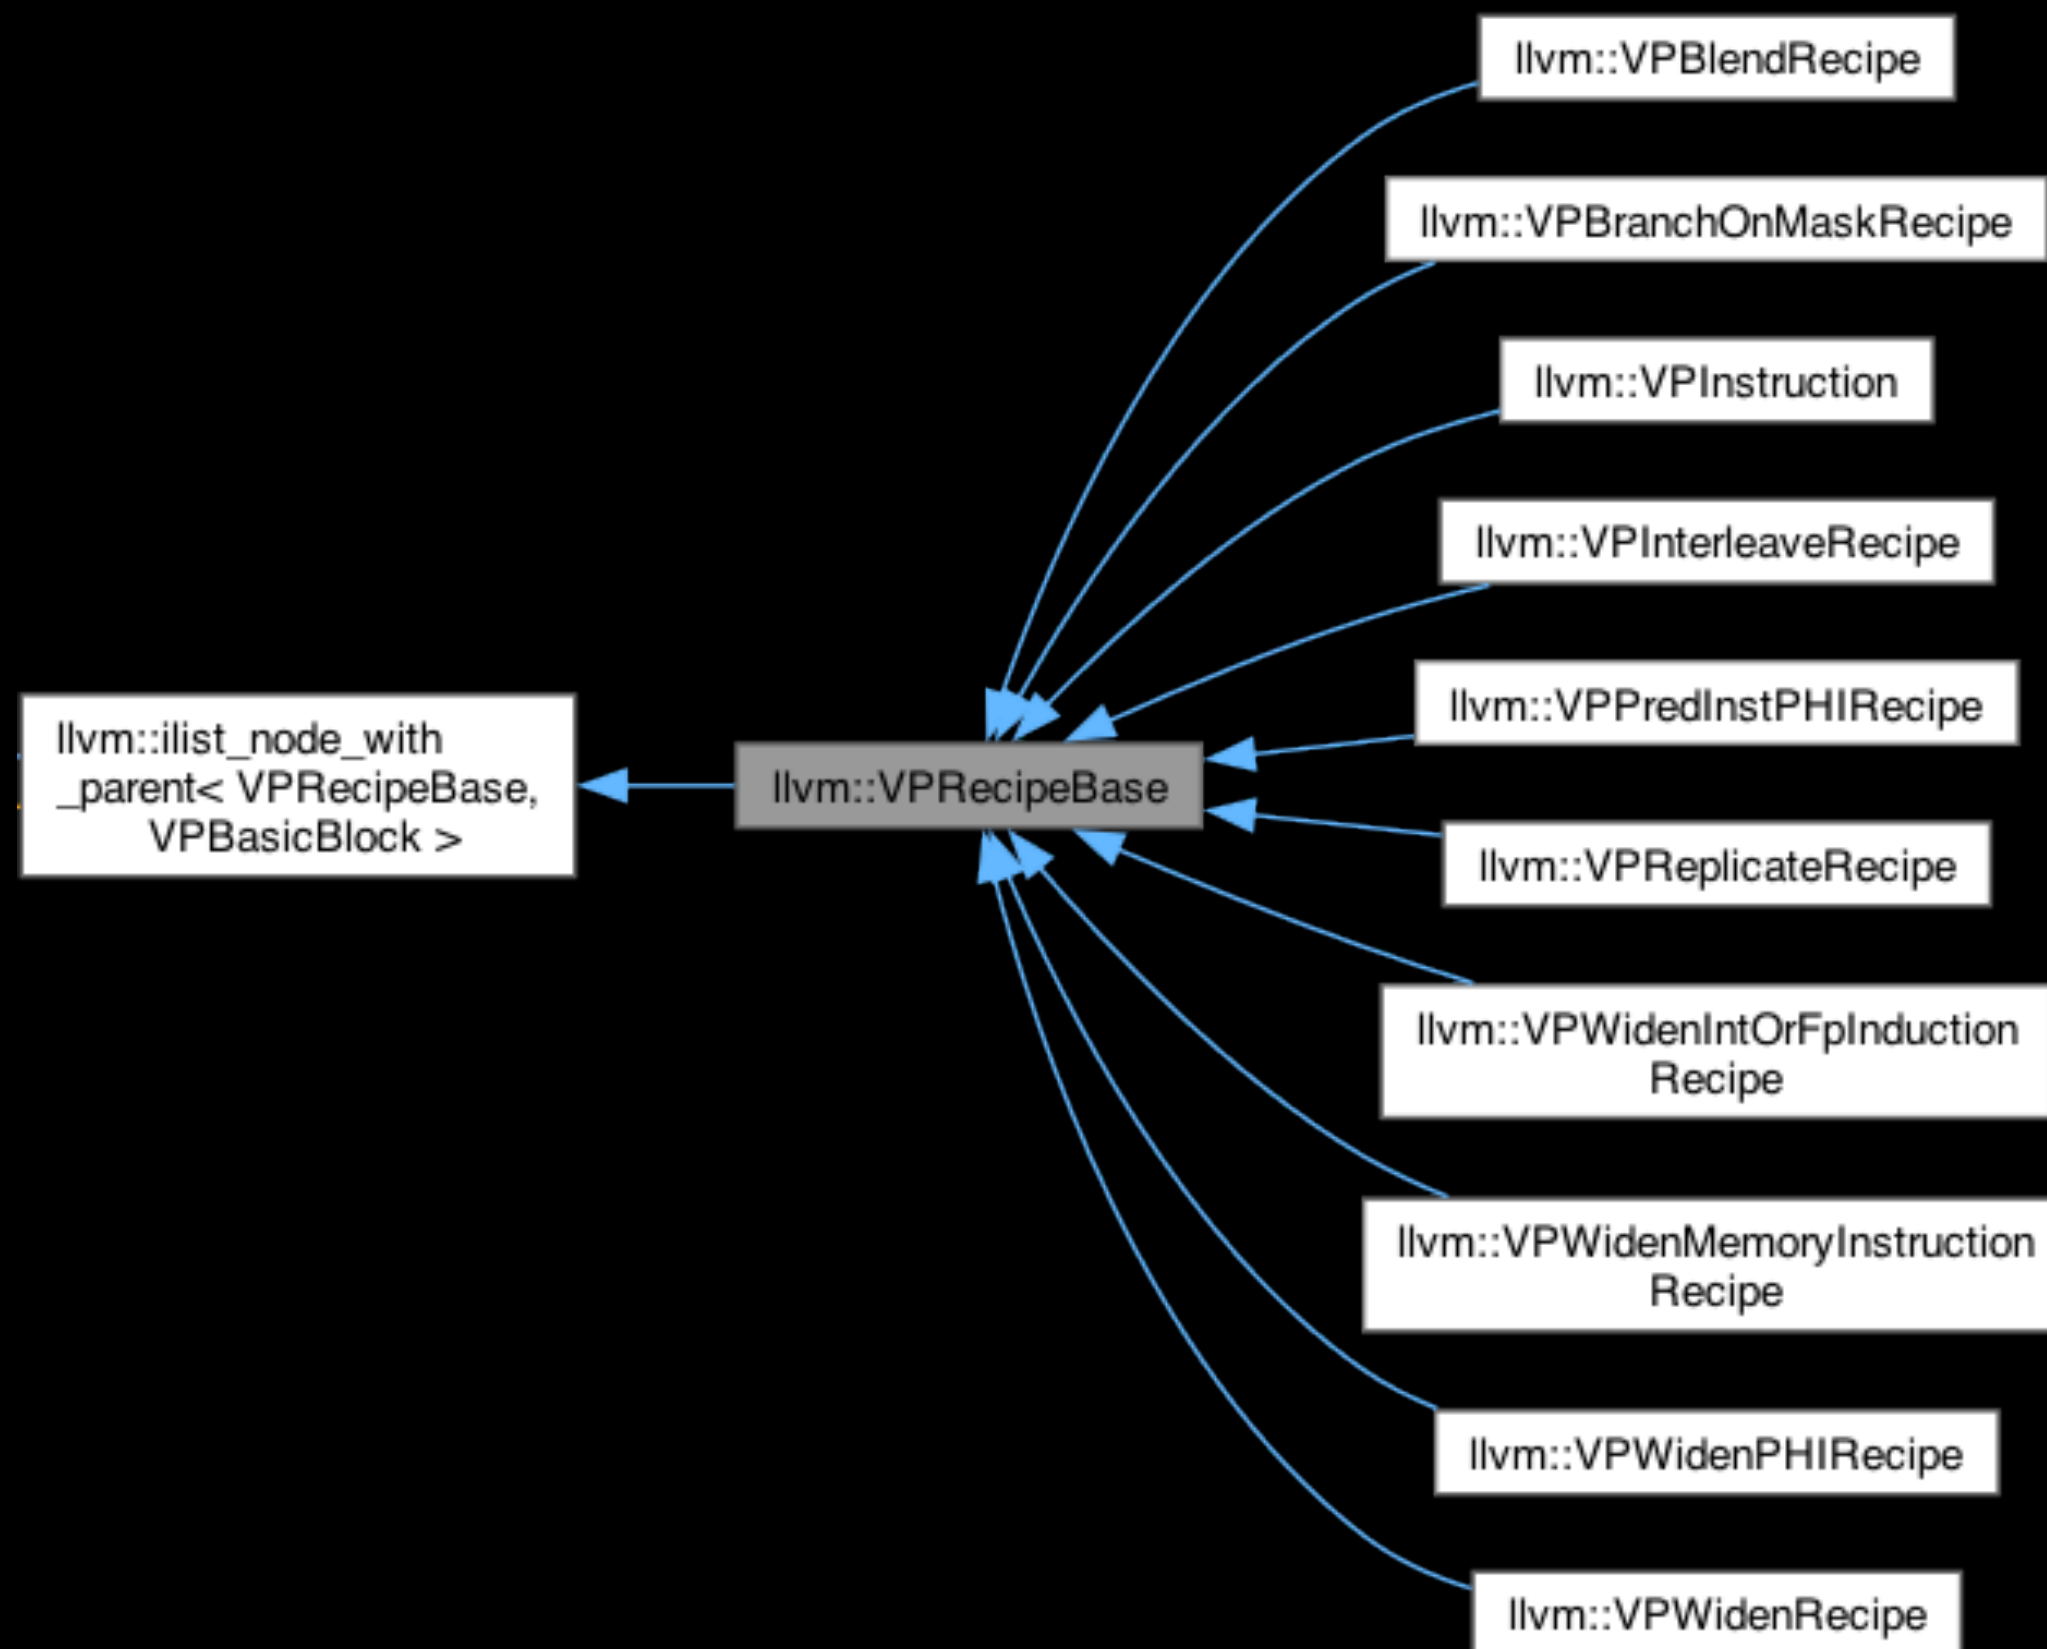 llvm::VPBlendRecipe
llvm::VPBranchOnMaskRecipe
llvm::VPInstruction
llvm::VPInterleaveRecipe
llvm::VPPredInstPHIRecipe
llvm::ilist_node_with
_parent< VPRecipeBase,
VPBasicBlock >
llvm::VPRecipeBase
llvm::VPReplicateRecipe
llvm::VPWidenIntOrFpInduction
Recipe
llvm::VPWidenMemoryInstruction
Recipe
llvm::VPWidenPHIRecipe
llvm::VPWidenRecipe